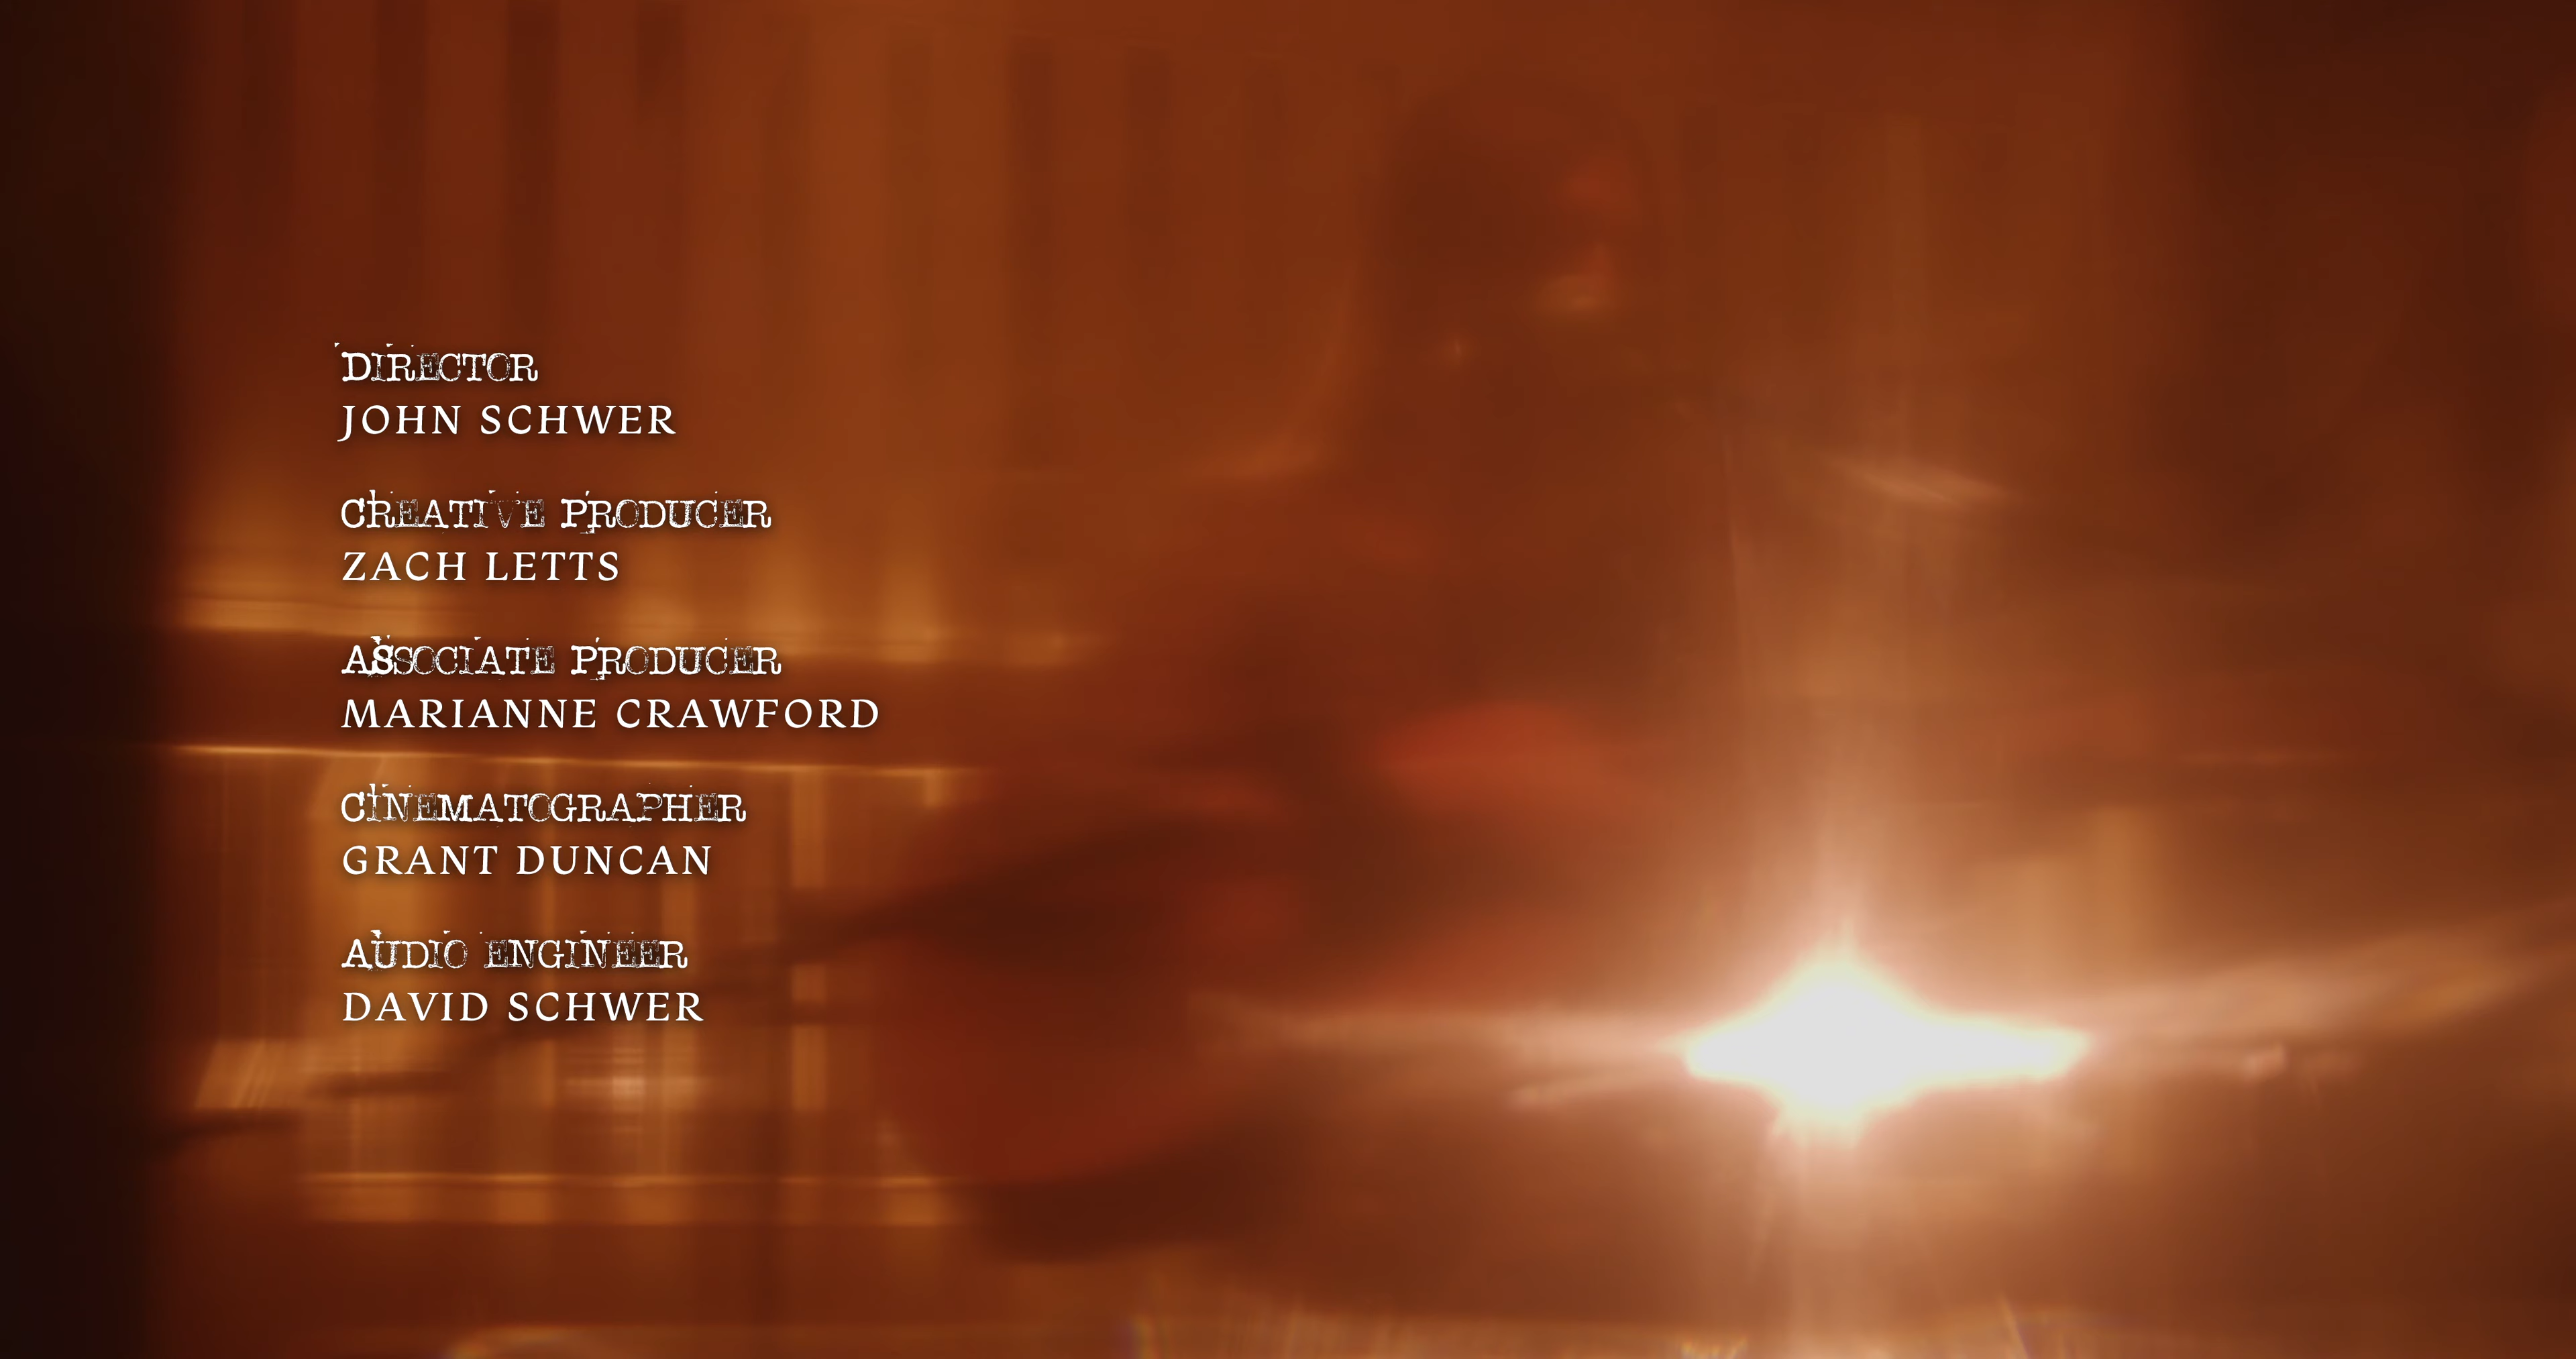 DIRECTOR
JOHN SCHWER
CREATIVE PRODUCER
ZACH LETTS
ASSOCIATE PRODUCER
MARIANNE CRAWFORD
CINEMATOGRAPHER
GRANT DUNCAN
AUDIO ENGINEER
DAVID SCHWER